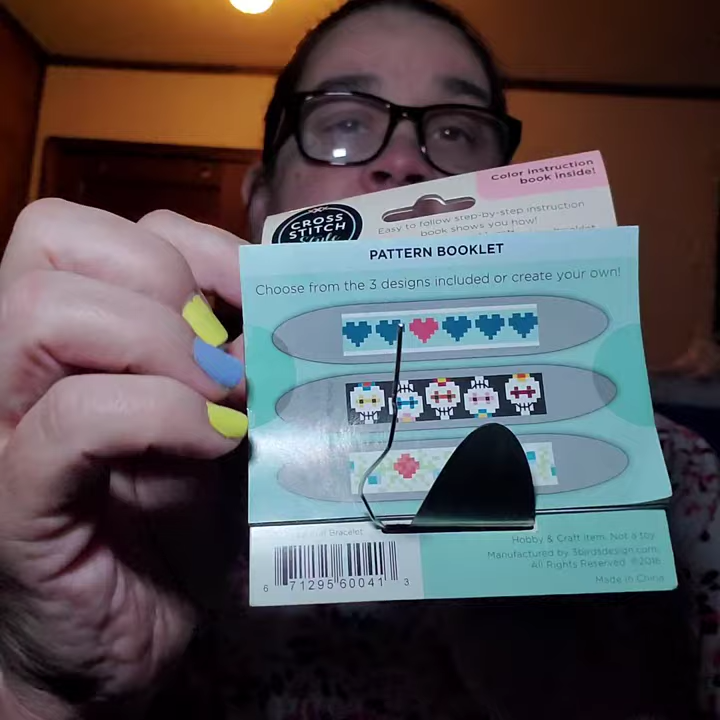 Color instruction
book inside!
CROSS
STITCH
Style
Easy to follow step-by-step instruction
book shows you how!
PATTERN BOOKLET
Choose from the 3 designs included or create your own!
Bracelet
Hobby & Craft item. Not a toy.
Manufactured by 3birdsdesign.com.
All Rights Reserved. ©2016
Made in China
6 71295 60041 3